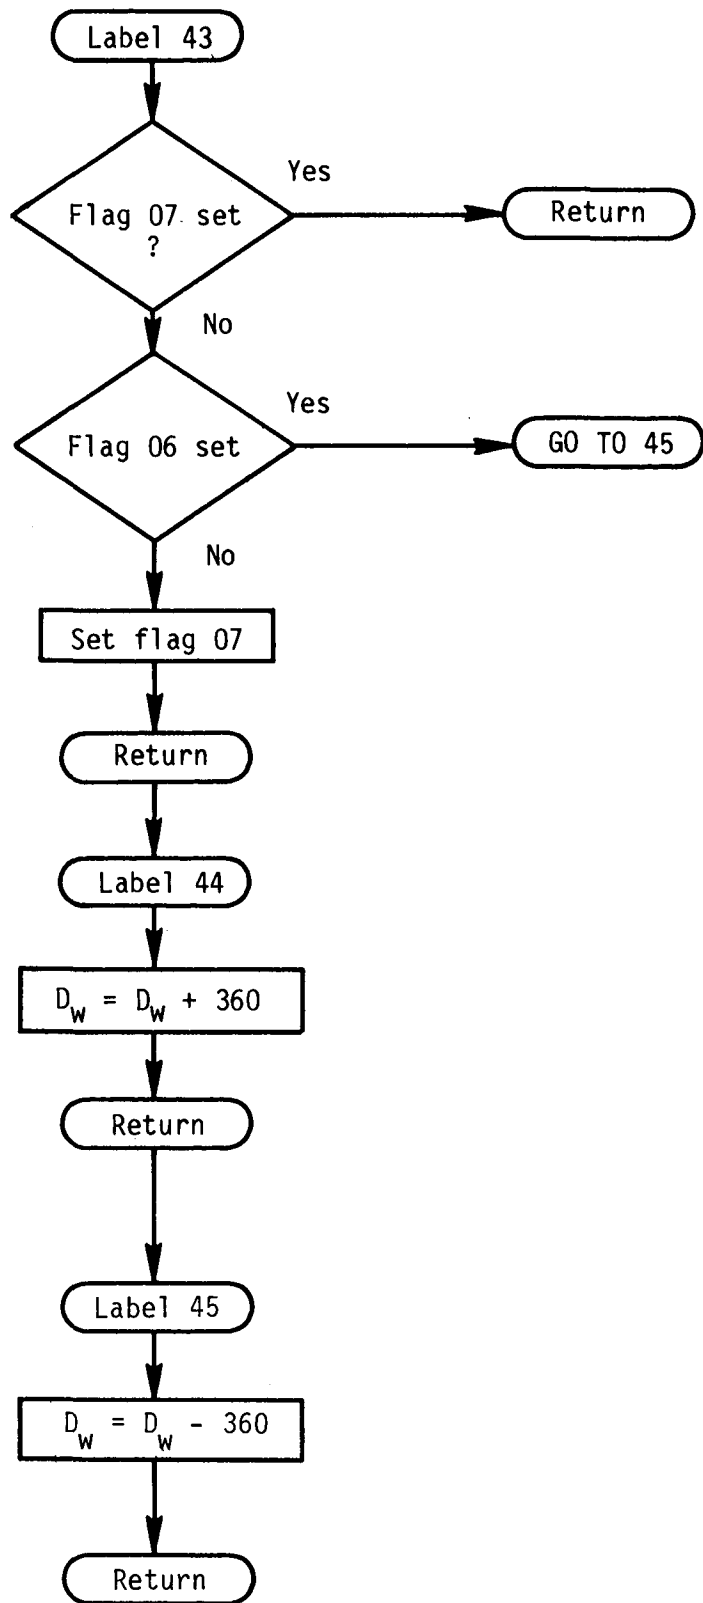 Label 43
Yes
Flag 07 set
?
Return
No
Yes
Flag 06 set
GO TO 45
No
Set flag 07
Return
Label 44
D_w = D_w + 360
Return
Label 45
D_w = D_w - 360
Return